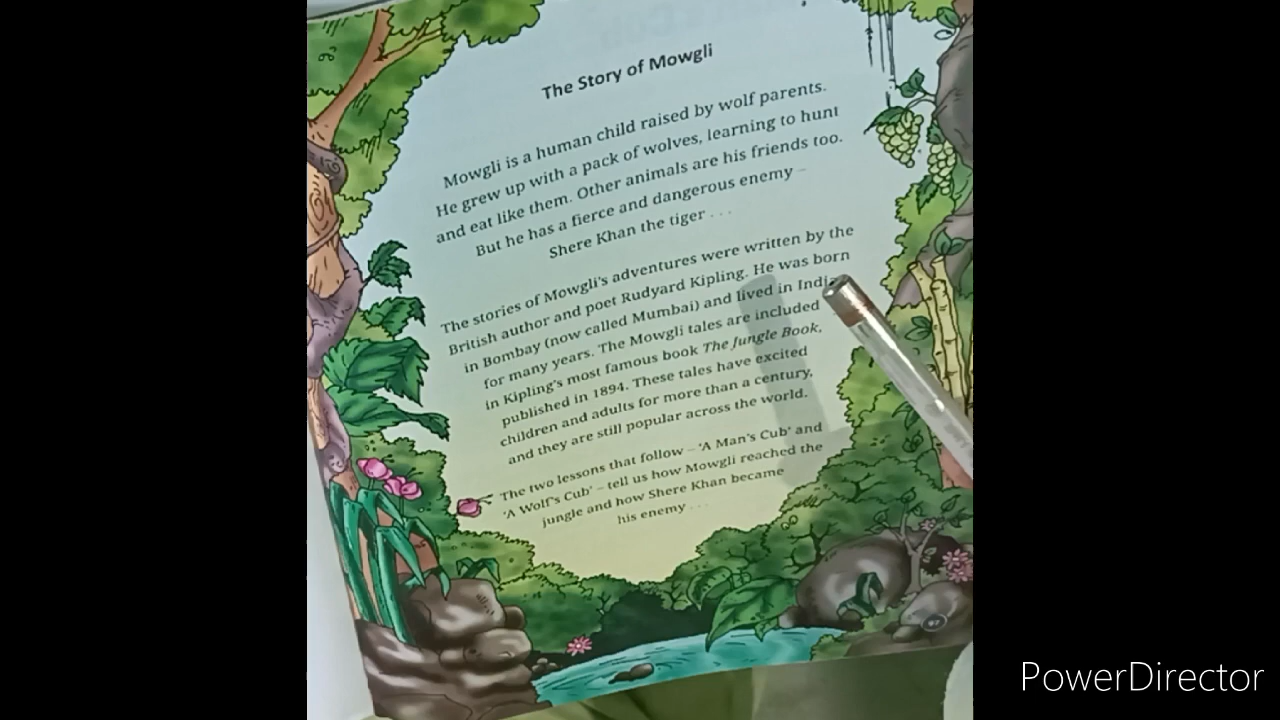 The Story of Mowgli
Mowgli is a human child raised by wolf parents.
He grew up with a pack of wolves, learning to hunt
and eat like them. Other animals are his friends too.
But he has a fierce and dangerous enemy –
Shere Khan the tiger . . .
The stories of Mowgli's adventures were written by the
British author and poet Rudyard Kipling. He was born
in Bombay (now called Mumbai) and lived in India
for many years. The Mowgli tales are included
in Kipling's most famous book The Jungle Book,
published in 1894. These tales have excited
children and adults for more than a century,
and they are still popular across the world.
The two lessons that follow – 'A Man's Cub' and
'A Wolf's Cub' – tell us how Mowgli reached the
jungle and how Shere Khan became
his enemy . . .
PowerDirector